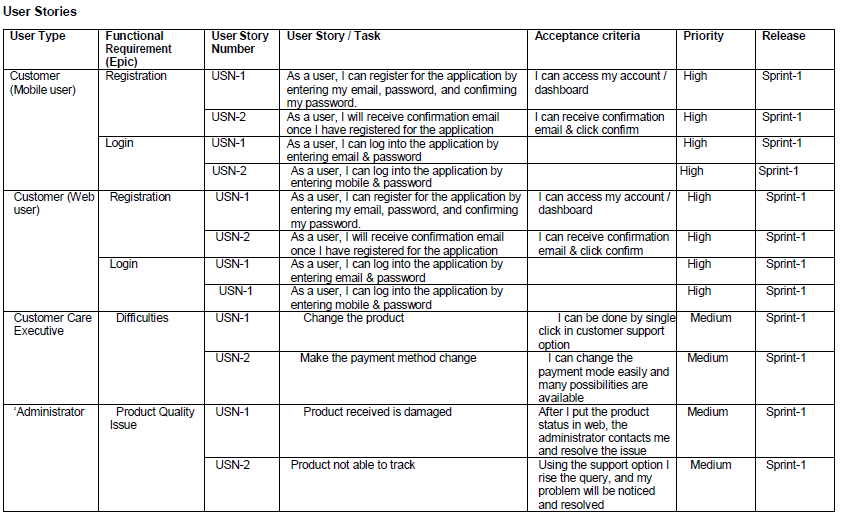 User Stories
User Type Functional Requirement (Epic) User Story Number User Story / Task Acceptance criteria Priority Release
Customer (Mobile user) Registration USN-1 As a user, I can register for the application by entering my email, password, and confirming my password. I can access my account / dashboard High Sprint-1
USN-2 As a user, I will receive confirmation email once I have registered for the application I can receive confirmation email & click confirm High Sprint-1
Login USN-1 As a user, I can log into the application by entering email & password High Sprint-1
USN-2 As a user, I can log into the application by entering mobile & password High Sprint-1
Customer (Web user) Registration USN-1 As a user, I can register for the application by entering my email, password, and confirming my password. I can access my account / dashboard High Sprint-1
USN-2 As a user, I will receive confirmation email once I have registered for the application I can receive confirmation email & click confirm High Sprint-1
Login USN-1 As a user, I can log into the application by entering email & password High Sprint-1
USN-1 As a user, I can log into the application by entering mobile & password High Sprint-1
Customer Care Executive Difficulties USN-1 Change the product I can be done by single click in customer support option Medium Sprint-1
USN-2 Make the payment method change I can change the payment mode easily and many possibilities are available Medium Sprint-1
‘Administrator Product Quality Issue USN-1 Product received is damaged After I put the product status in web, the administrator contacts me and resolve the issue Medium Sprint-1
USN-2 Product not able to track Using the support option I rise the query, and my problem will be noticed and resolved Medium Sprint-1